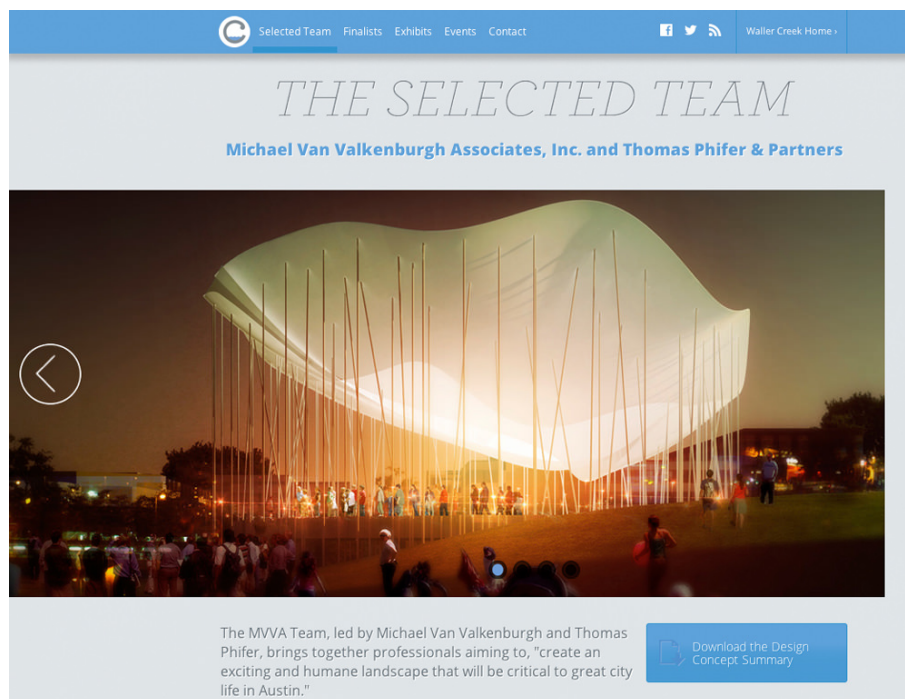 Selected Team Finalists Exhibits Events Contact Waller Creek Home ›
THE SELECTED TEAM
Michael Van Valkenburgh Associates, Inc. and Thomas Phifer & Partners
The MVVA Team, led by Michael Van Valkenburgh and Thomas
Phifer, brings together professionals aiming to, "create an
exciting and humane landscape that will be critical to great city
life in Austin."
Download the Design
Concept Summary